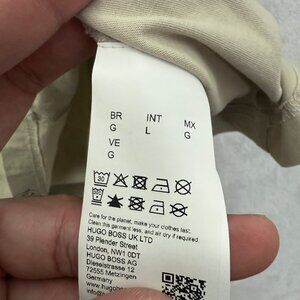 BR INT MX
G L G
VE
G
30
Care for the planet, make your clothes last.
Clean this garment less, and air dry if required.
HUGO BOSS UK LTD
39 Plender Street
London, NW1 0DT
HUGO BOSS AG
Dieselstrasse 12
72555 Metzingen
Germany